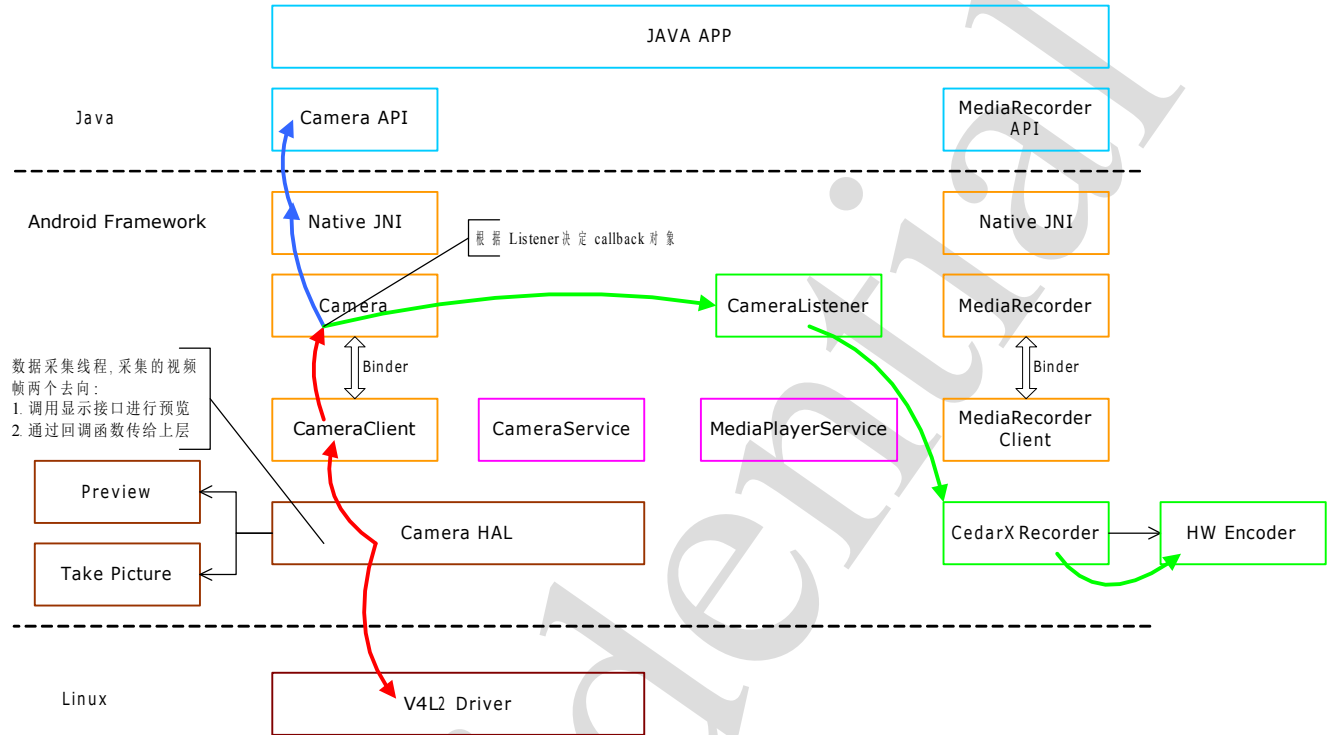 JAVA APP
Java
Camera API
MediaRecorder
API
Android Framework
Native JNI
Native JNI
根据 Listener决定 callback 对象
Camera
CameraListener
MediaRecorder
数据采集线程,采集的视频
帧两个去向:
1. 调用显示接口进行预览
2. 通过回调函数传给上层
Binder
Binder
CameraClient
CameraService
MediaPlayerService
MediaRecorder
Client
Preview
Camera HAL
CedarX Recorder
HW Encoder
Take Picture
Linux
V4L2 Driver